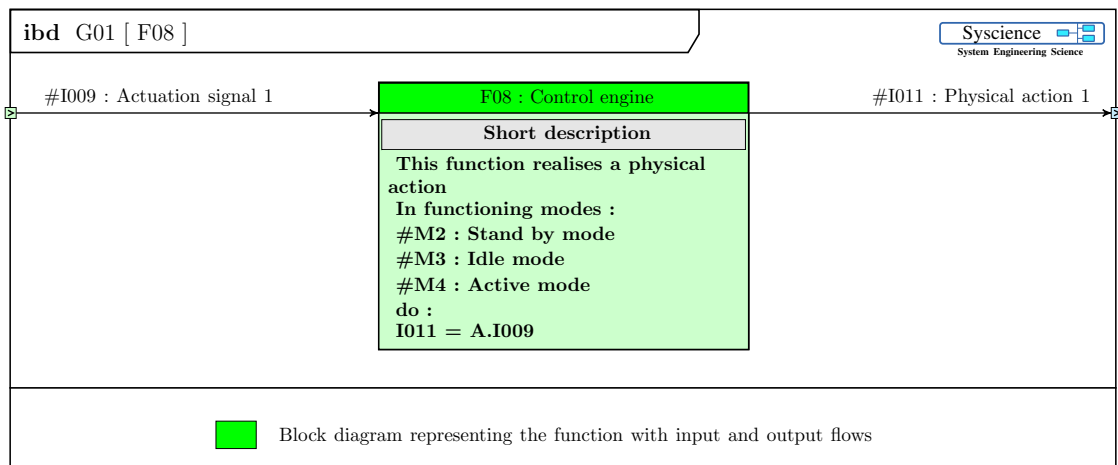 ibd G01 [ F08 ]
Syscience
System Engineering Science
#I009 : Actuation signal 1
F08 : Control engine
#I011 : Physical action 1
Short description
This function realises a physical
action
In functioning modes :
#M2 : Stand by mode
#M3 : Idle mode
#M4 : Active mode
do :
I011 = A.I009
Block diagram representing the function with input and output flows